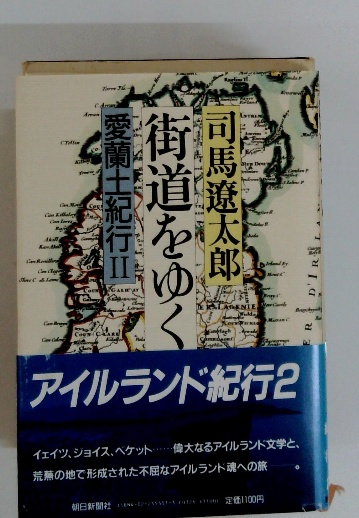 司馬遼太郎
街道をゆく
愛蘭土紀行II
アイルランド紀行2
イェイツ、ジョイス、ベケット……偉大なるアイルランド文学と、
荒蕪の地で形成された不屈なアイルランド魂への旅――。
朝日新聞社
定価1100円